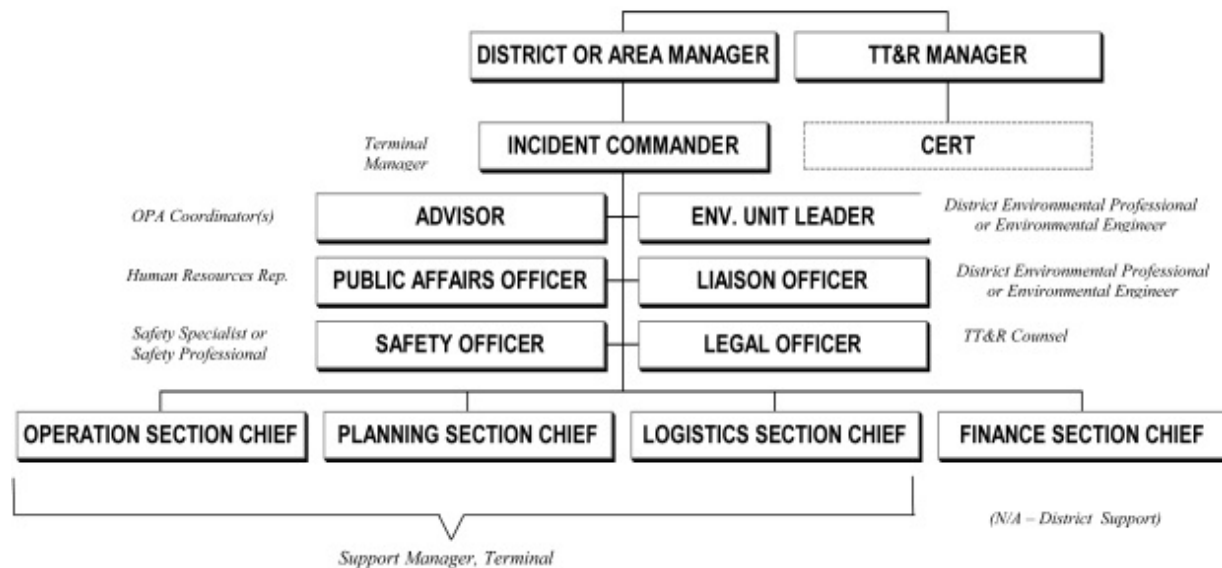 DISTRICT OR AREA MANAGER
TT&R MANAGER
Terminal
Manager
INCIDENT COMMANDER
CERT
OPA Coordinator(s)
ADVISOR
ENV. UNIT LEADER
District Environmental Professional
or Environmental Engineer
Human Resources Rep.
PUBLIC AFFAIRS OFFICER
LIAISON OFFICER
District Environmental Professional
or Environmental Engineer
Safety Specialist or
Safety Professional
SAFETY OFFICER
LEGAL OFFICER
TT&R Counsel
OPERATION SECTION CHIEF
PLANNING SECTION CHIEF
LOGISTICS SECTION CHIEF
FINANCE SECTION CHIEF
(N/A – District Support)
Support Manager, Terminal